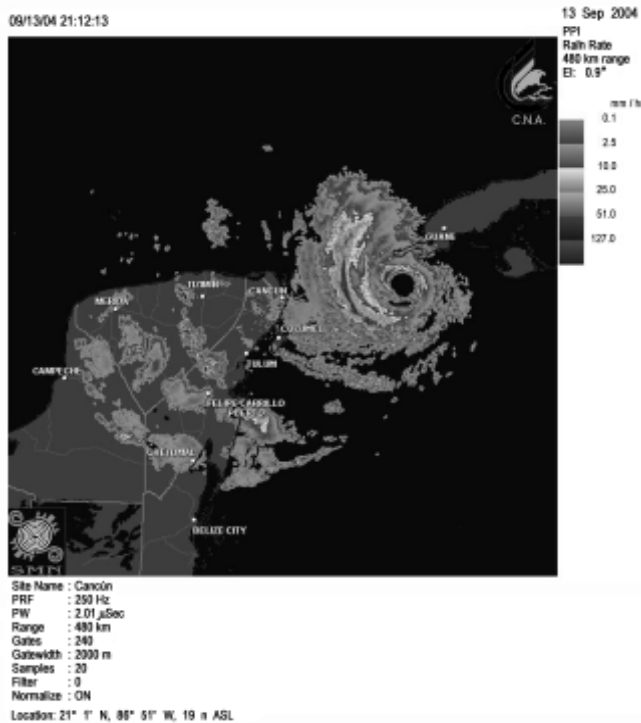 09/13/04 21:12:13
13 Sep 2004
PPI
Rain Rate
480 km range
El: 0.9°
mm / h
0.1
2.5
10.0
25.0
51.0
127.0
C.N.A.
GUANE
CANCUN
MERIDA
COZUMEL
TULUM
CAMPECHE
FELIPE CARRILLO
PUERTO
CHETUMAL
BELIZE CITY
SMN
Site Name : Cancún
PRF : 250 Hz
PW : 2.01 µSec
Range : 480 km
Gates : 240
Gatewidth : 2000 m
Samples : 20
Filter : 0
Normalize : ON
Location: 21° 1' N, 86° 51' W, 19 m ASL